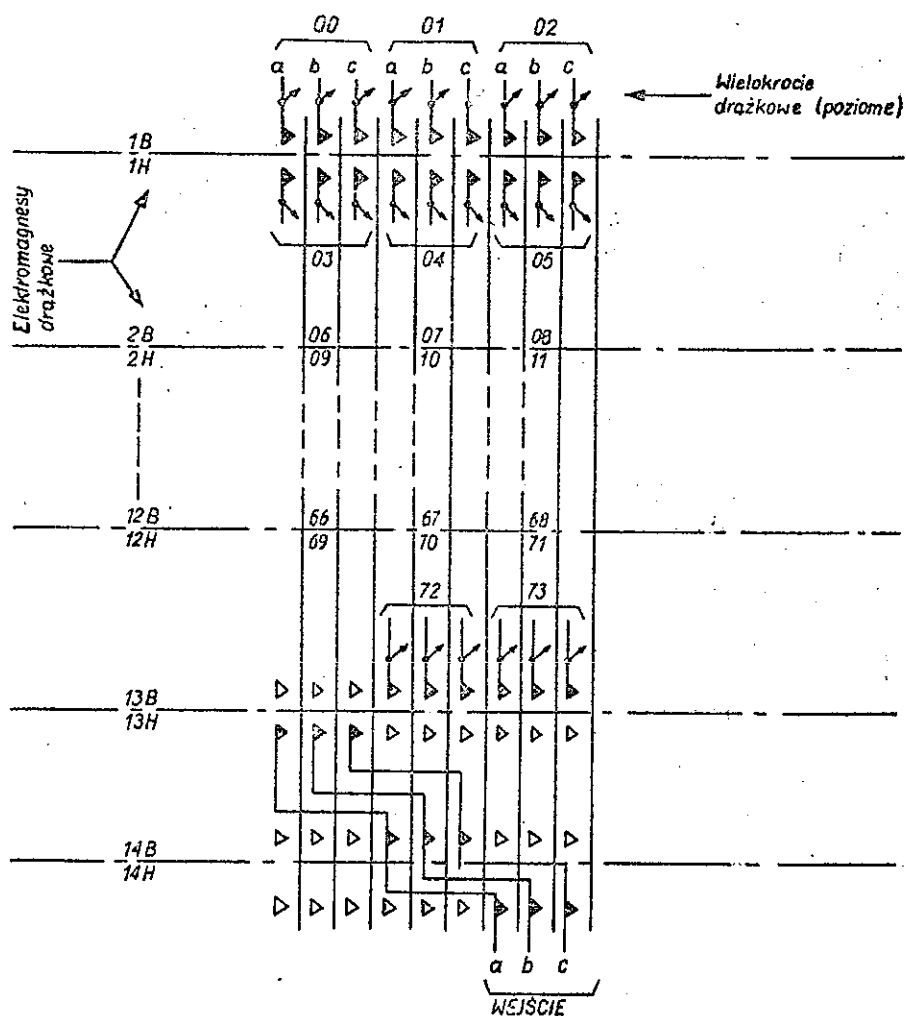 00 01 02
a b c a b c a b c
Wielokrocie
drążkowe (poziome)
1B
1H
Elektromagnesy
drążkowe
03 04 05
2B 06 07 08
2H 09 10 11
12B 66 67 68
12H 69 70 71
72 73
13B
13H
14B
14H
a b c
WEJŚCIE